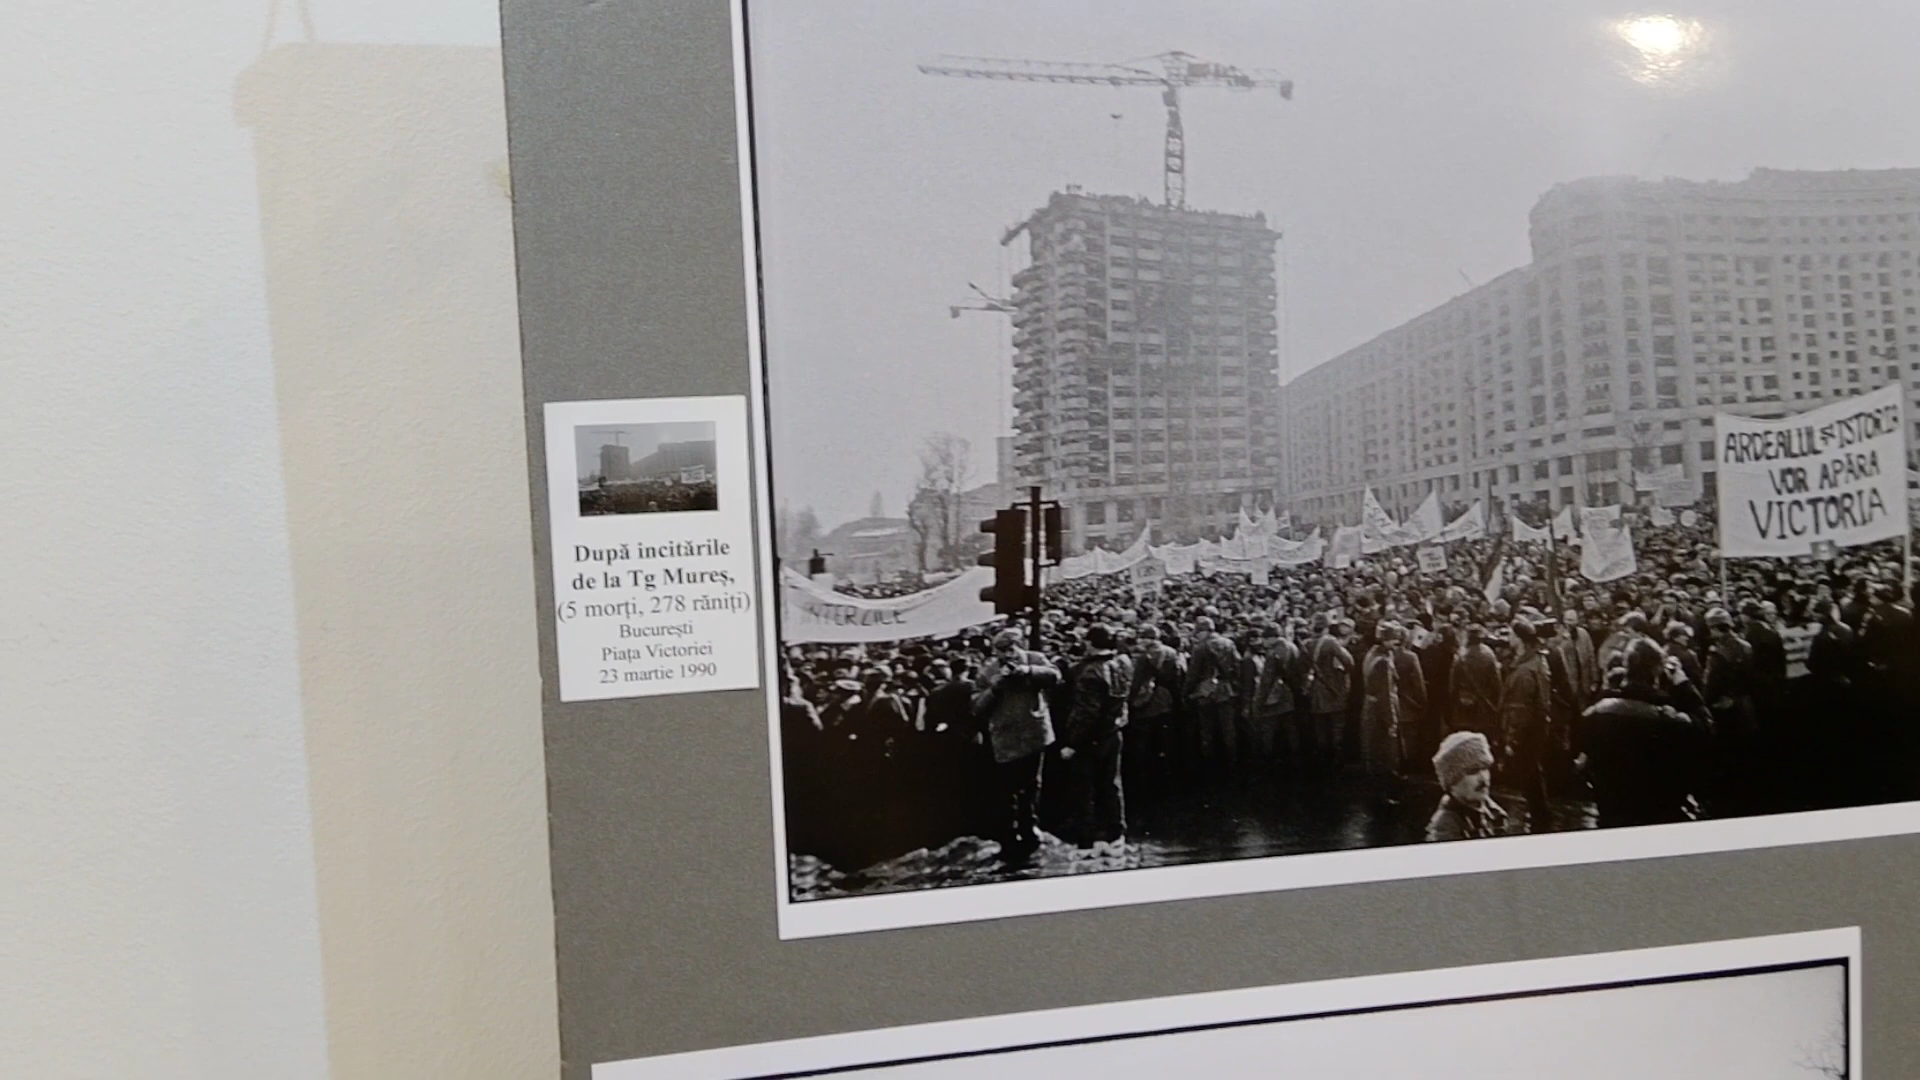 După incitările
de la Tg Mureş,
(5 morţi, 278 răniţi)
Bucureşti
Piaţa Victoriei
23 martie 1990
ARDEALUL ŞI ISTORIA
VOR APĂRA
VICTORIA